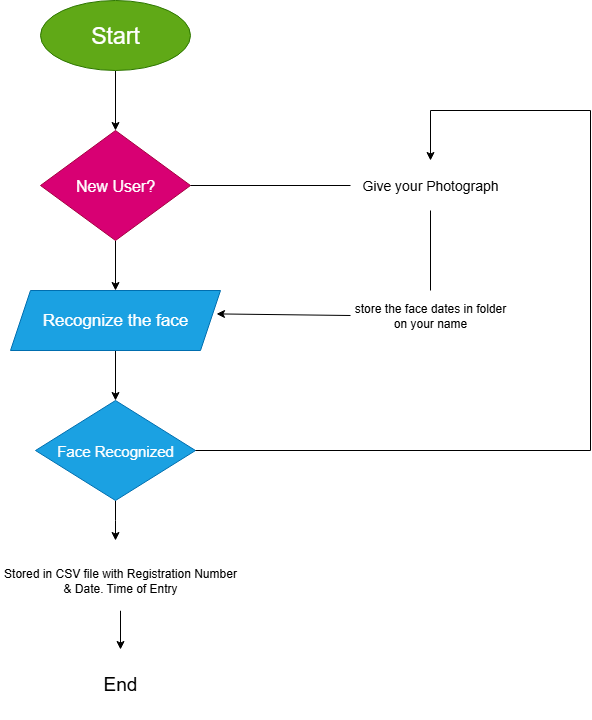 Start
New User?
Give your Photograph
Recognize the face
store the face dates in folder
on your name
Face Recognized
Stored in CSV file with Registration Number
& Date. Time of Entry
End